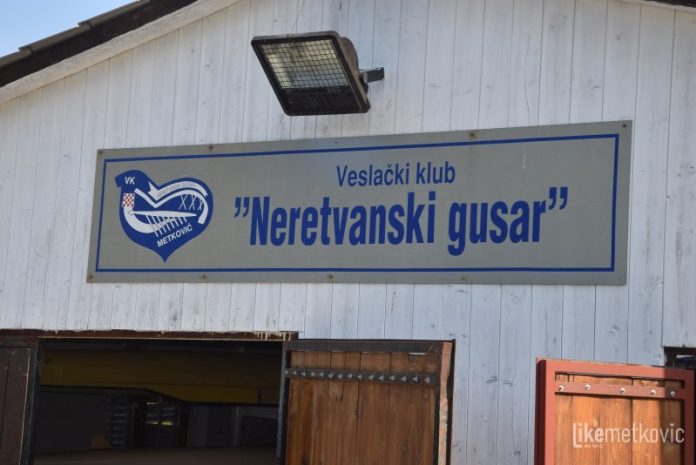 Veslački klub
"Neretvanski gusar"
VK
METKOVIĆ
likemetkovic